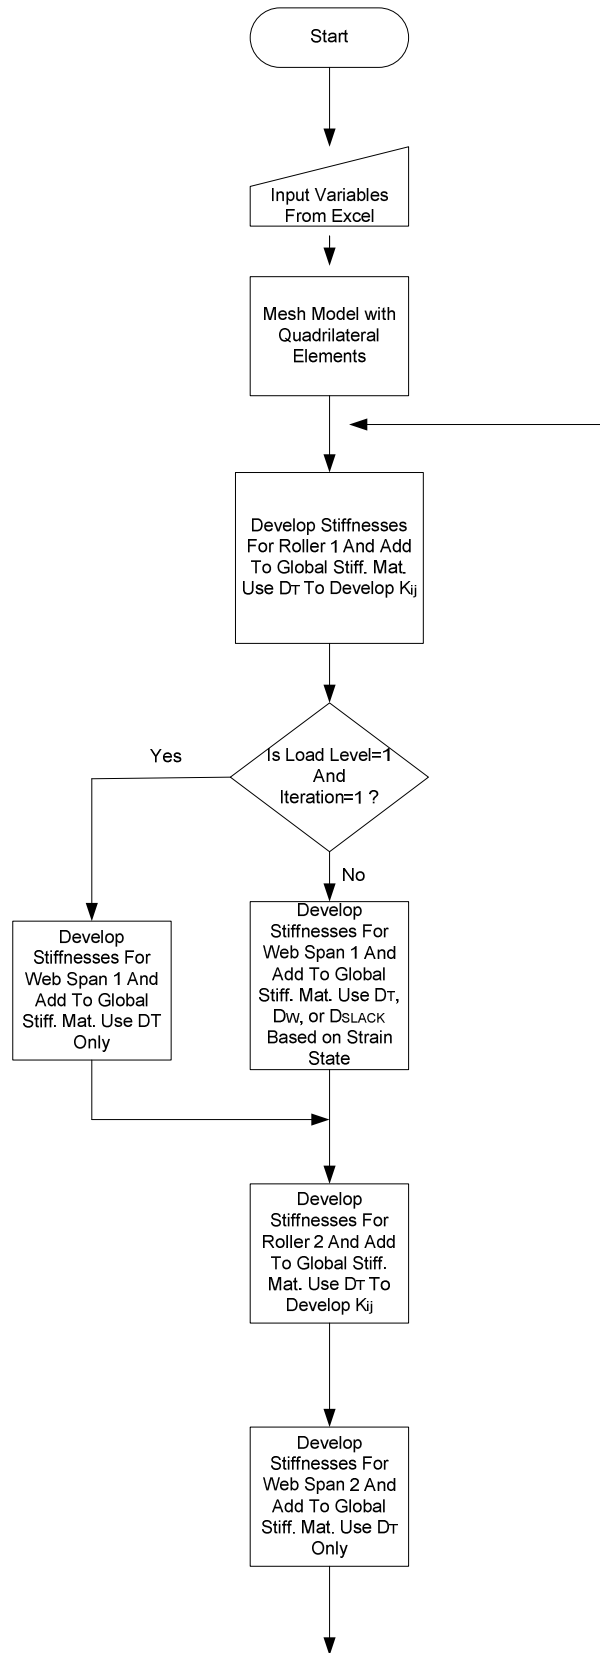 Start
Input Variables
From Excel
Mesh Model with
Quadrilateral
Elements
Develop Stiffnesses
For Roller 1 And Add
To Global Stiff. Mat.
Use DT To Develop Kij
Is Load Level=1
And
Iteration=1 ?
Yes
No
Develop
Stiffnesses For
Web Span 1 And
Add To Global
Stiff. Mat. Use DT
Only
Develop
Stiffnesses For
Web Span 1 And
Add To Global
Stiff. Mat. Use DT,
DW, or DSLACK
Based on Strain
State
Develop
Stiffnesses For
Roller 2 And Add
To Global Stiff.
Mat. Use DT To
Develop Kij
Develop
Stiffnesses For
Web Span 2 And
Add To Global
Stiff. Mat. Use DT
Only